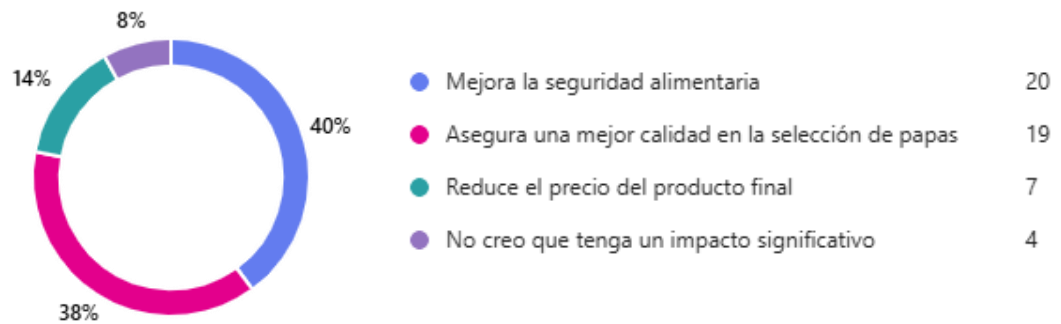 8%
14%
40%
38%
Mejora la seguridad alimentaria 20
Asegura una mejor calidad en la selección de papas 19
Reduce el precio del producto final 7
No creo que tenga un impacto significativo 4